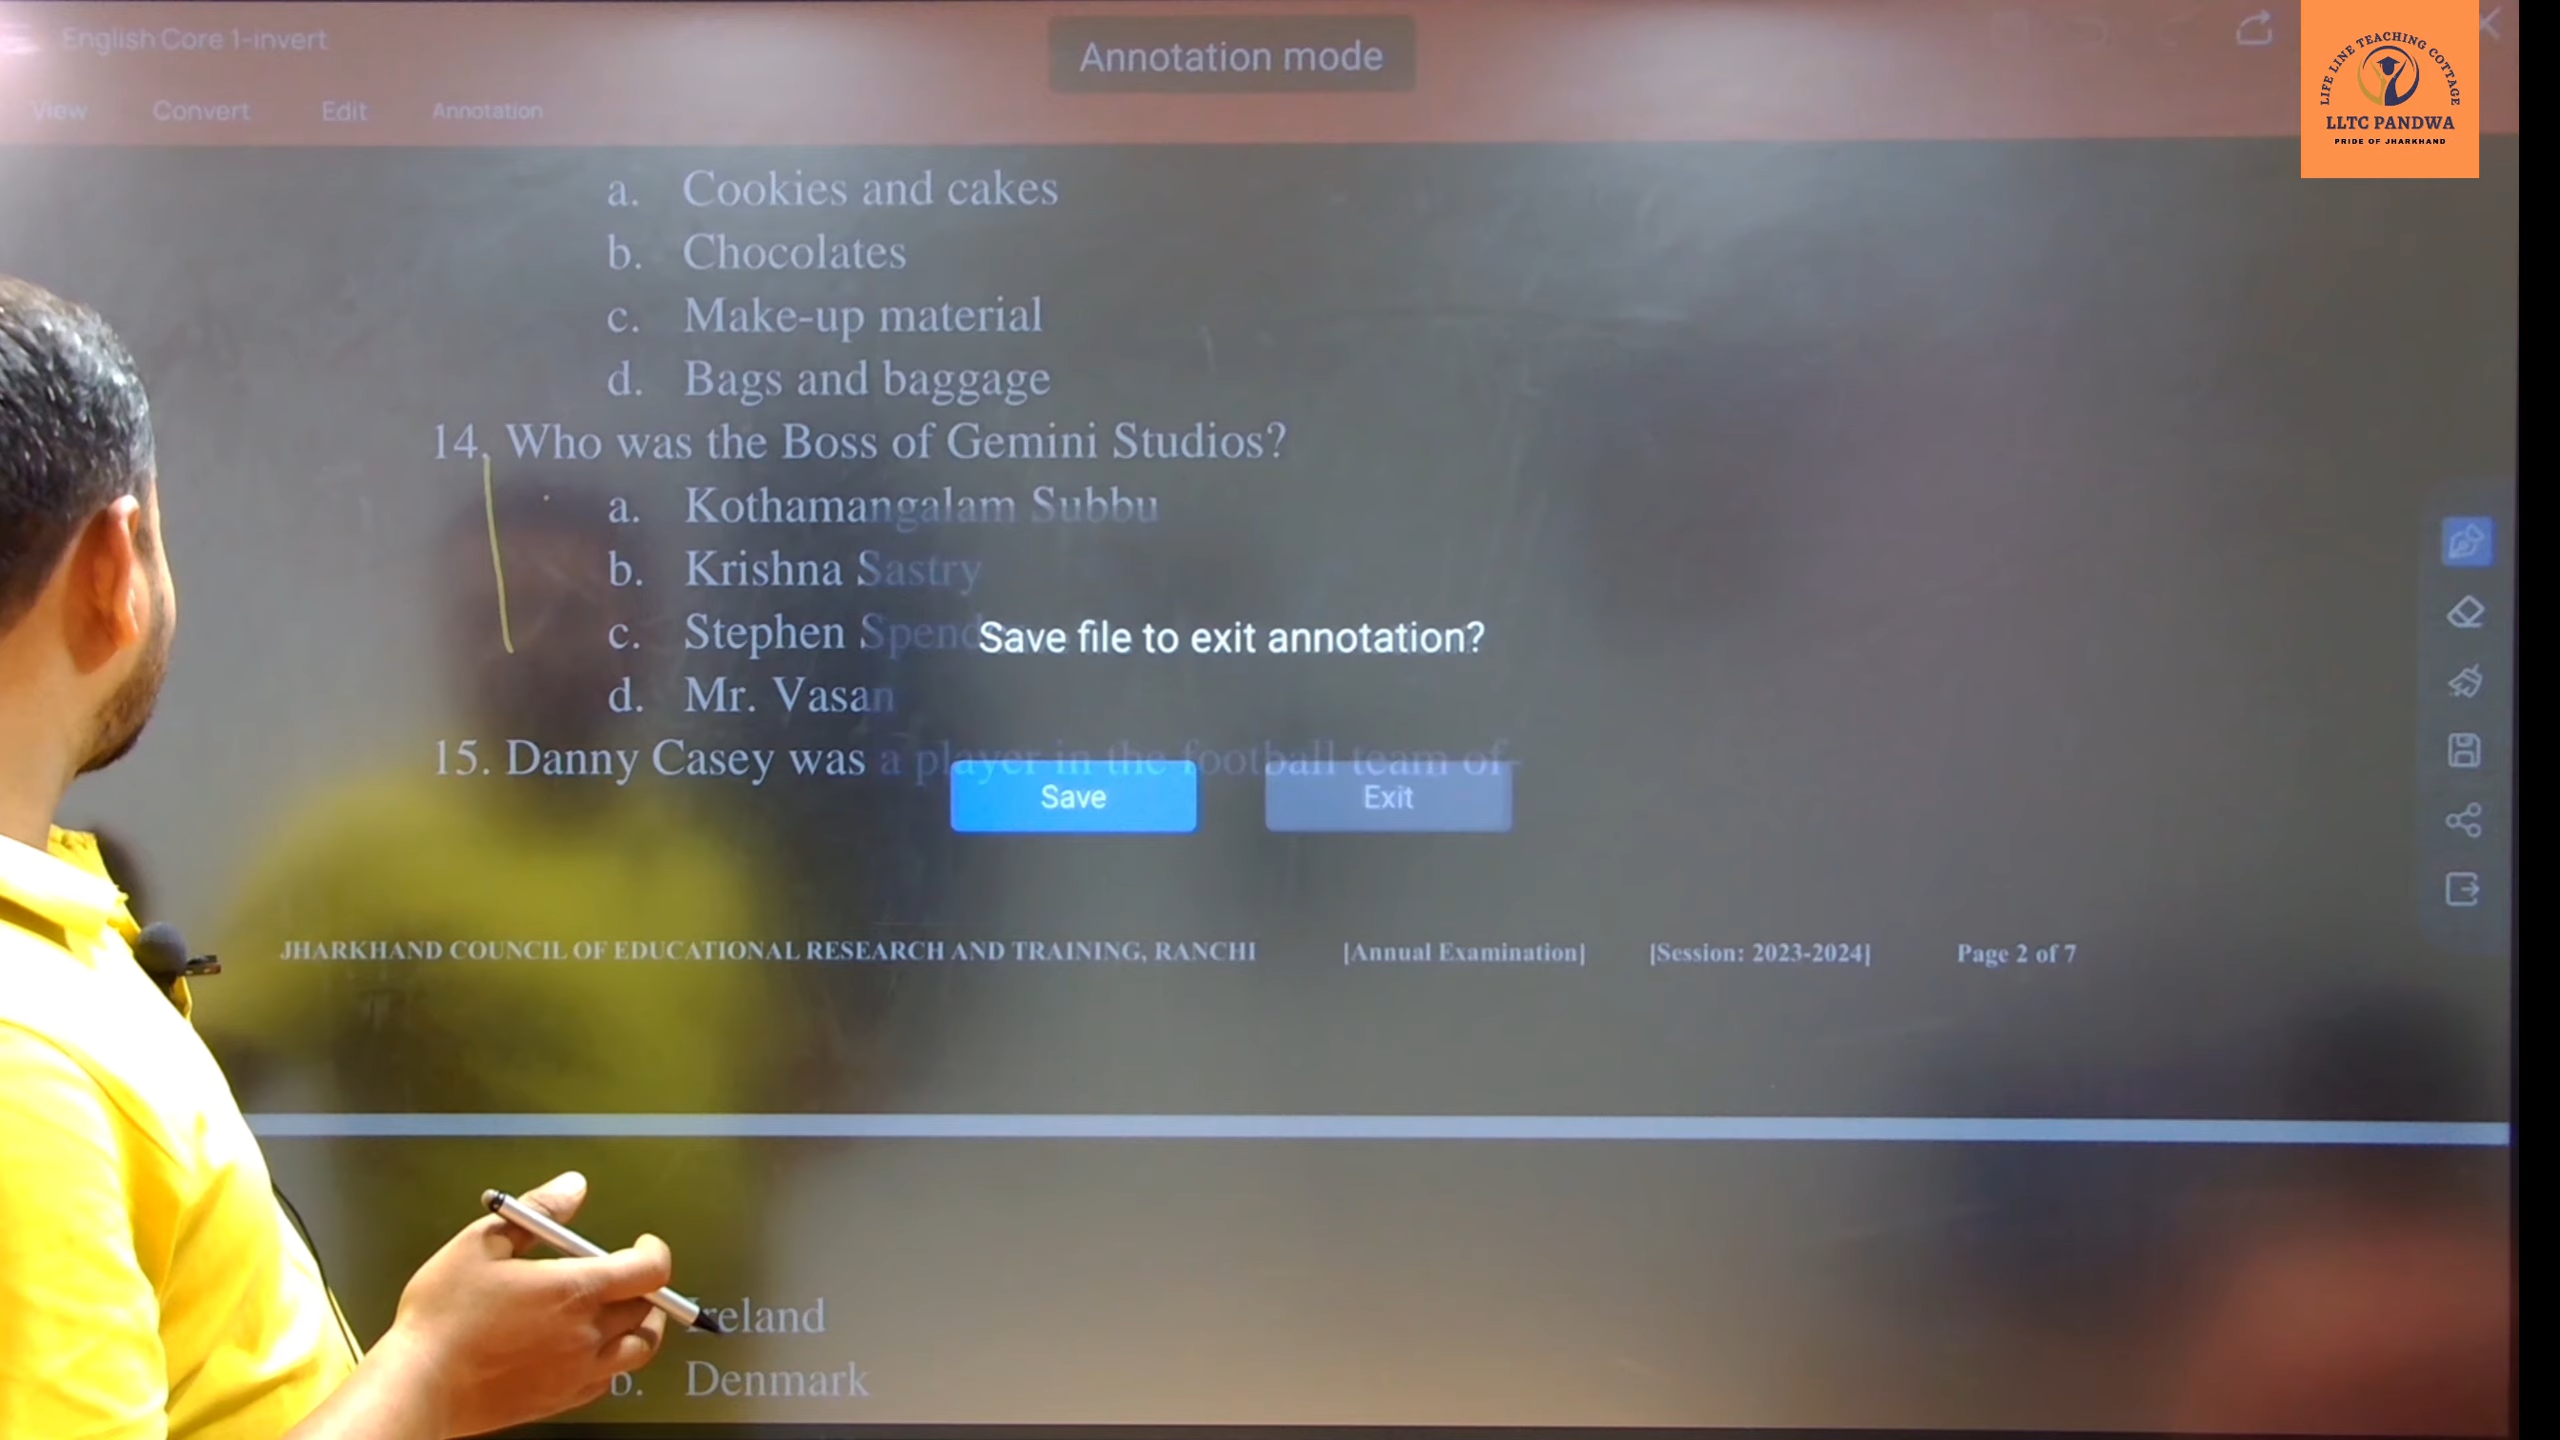 English Core 1-invert
Annotation mode
View Convert Edit Annotation
LIFE LINE TEACHING COTTAGE
LLTC PANDWA
PRIDE OF JHARKHAND
a. Cookies and cakes
b. Chocolates
c. Make-up material
d. Bags and baggage
14. Who was the Boss of Gemini Studios?
a. Kothamangalam Subbu
b. Krishna Sastry
c. Stephen Spend
Save file to exit annotation?
d. Mr. Vasan
15. Danny Casey was a player in the football team of
Save Exit
JHARKHAND COUNCIL OF EDUCATIONAL RESEARCH AND TRAINING, RANCHI [Annual Examination] [Session: 2023-2024] Page 2 of 7
Ireland
b. Denmark